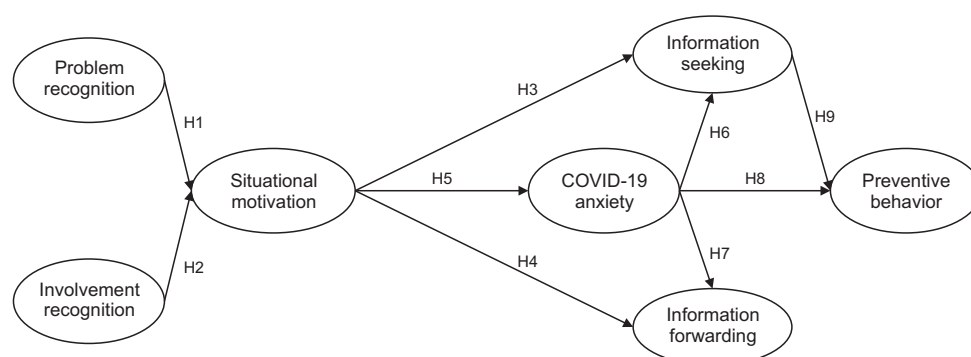 Problem
recognition
H1
Situational
motivation
H2
Involvement
recognition
H3
H5
H4
Information
seeking
H6
H9
COVID-19
anxiety
H8
Preventive
behavior
H7
Information
forwarding